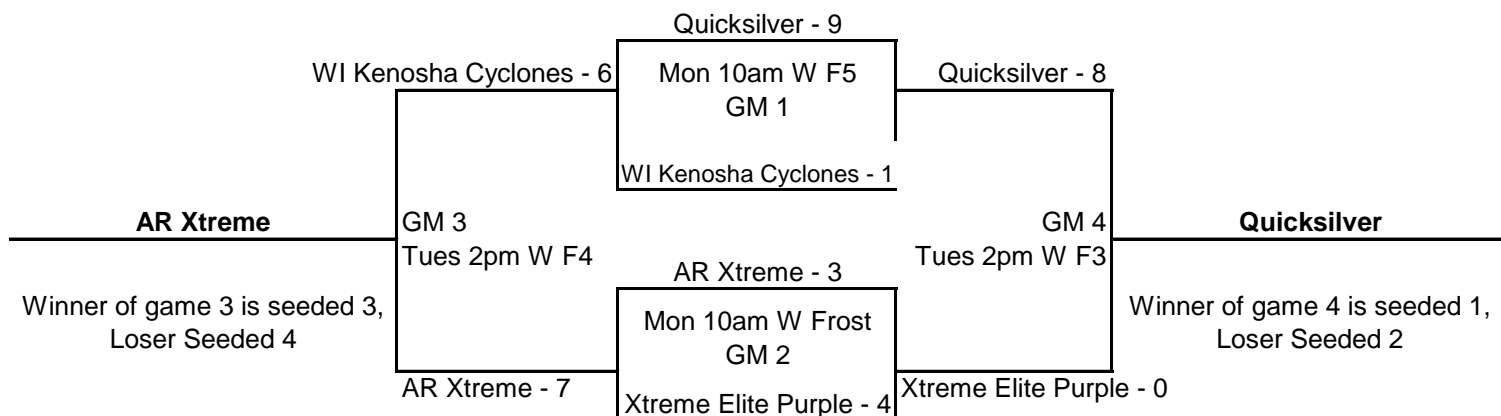 Quicksilver - 9
WI Kenosha Cyclones - 6
Mon 10am W F5
GM 1
Quicksilver - 8
WI Kenosha Cyclones - 1
AR Xtreme
GM 3
Tues 2pm W F4
GM 4
Tues 2pm W F3
Quicksilver
Winner of game 3 is seeded 3,
Loser Seeded 4
AR Xtreme - 3
Mon 10am W Frost
GM 2
Winner of game 4 is seeded 1,
Loser Seeded 2
AR Xtreme - 7
Xtreme Elite Purple - 4
Xtreme Elite Purple - 0